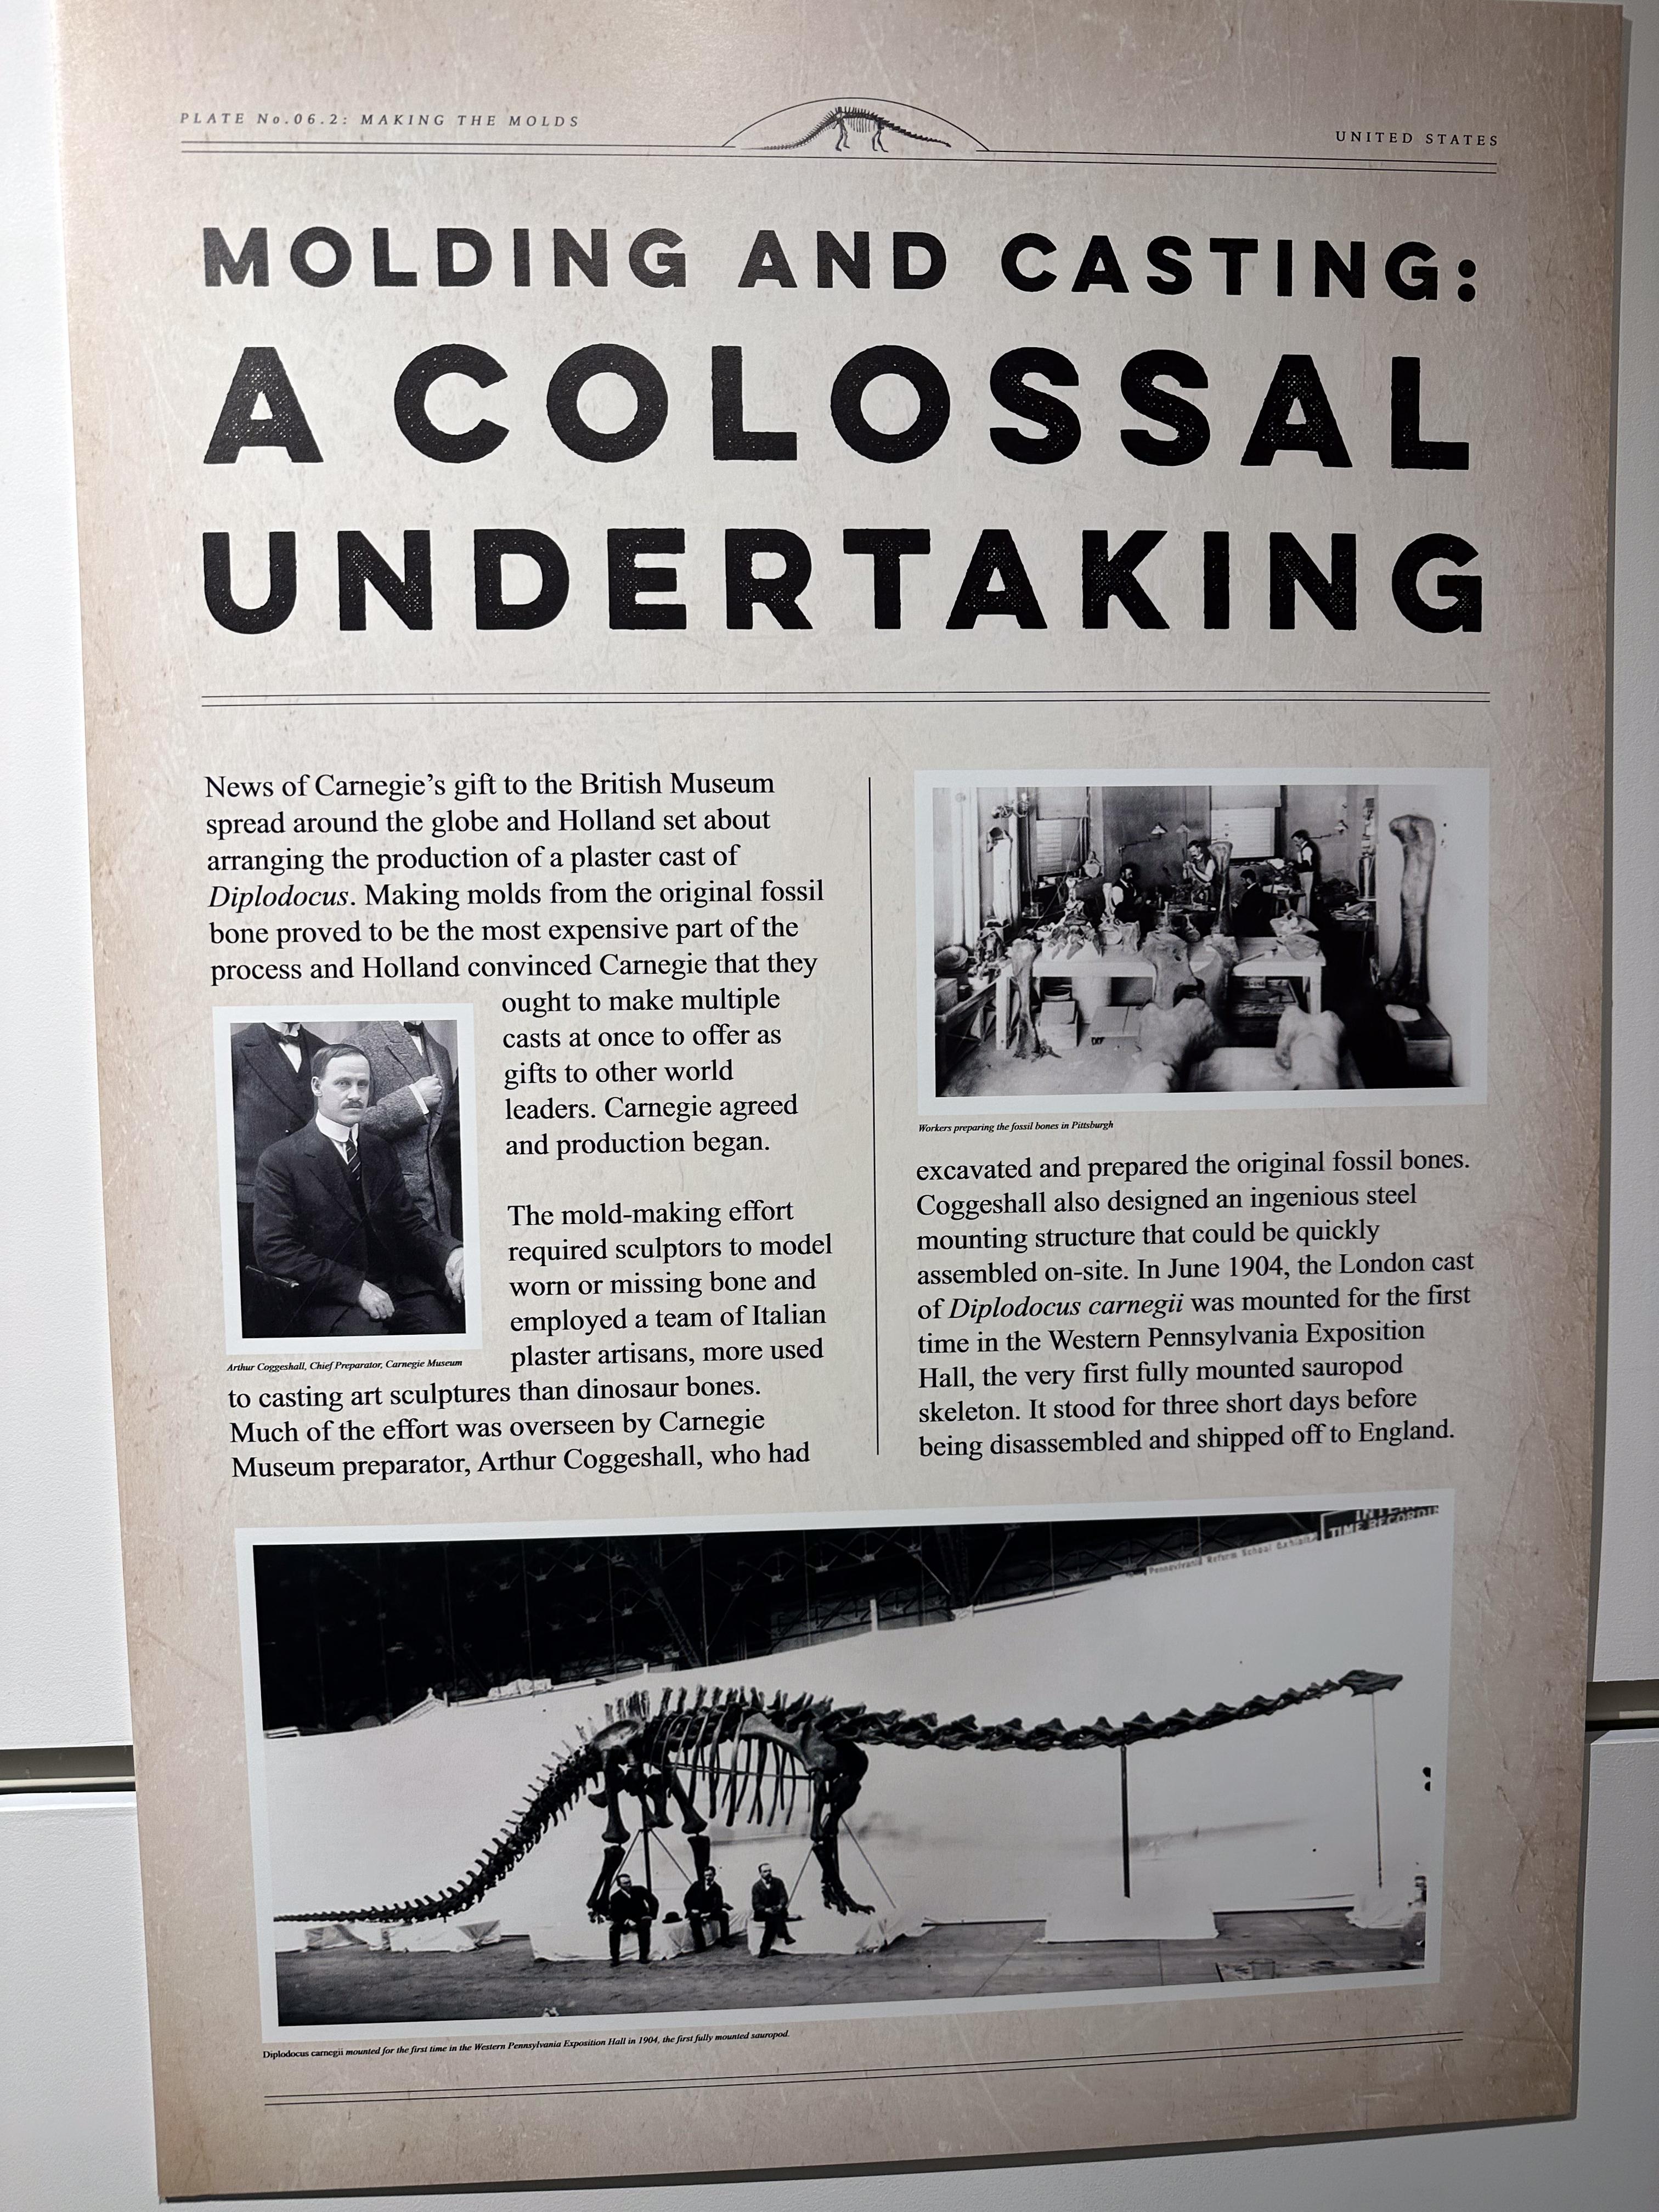 PLATE No.06.2: MAKING THE MOLDS
UNITED STATES
MOLDING AND CASTING:
A COLOSSAL
UNDERTAKING
News of Carnegie’s gift to the British Museum
spread around the globe and Holland set about
arranging the production of a plaster cast of
Diplodocus. Making molds from the original fossil
bone proved to be the most expensive part of the
process and Holland convinced Carnegie that they
ought to make multiple
casts at once to offer as
gifts to other world
leaders. Carnegie agreed
and production began.
The mold-making effort
required sculptors to model
worn or missing bone and
employed a team of Italian
plaster artisans, more used
Arthur Coggeshall, Chief Preparator, Carnegie Museum
to casting art sculptures than dinosaur bones.
Much of the effort was overseen by Carnegie
Museum preparator, Arthur Coggeshall, who had
Workers preparing the fossil bones in Pittsburgh
excavated and prepared the original fossil bones.
Coggeshall also designed an ingenious steel
mounting structure that could be quickly
assembled on-site. In June 1904, the London cast
of Diplodocus carnegii was mounted for the first
time in the Western Pennsylvania Exposition
Hall, the very first fully mounted sauropod
skeleton. It stood for three short days before
being disassembled and shipped off to England.
TIME RECORDIN
Pennsylvania Reform School Exhibit
Diplodocus carnegii mounted for the first time in the Western Pennsylvania Exposition Hall in 1904, the first fully mounted sauropod.